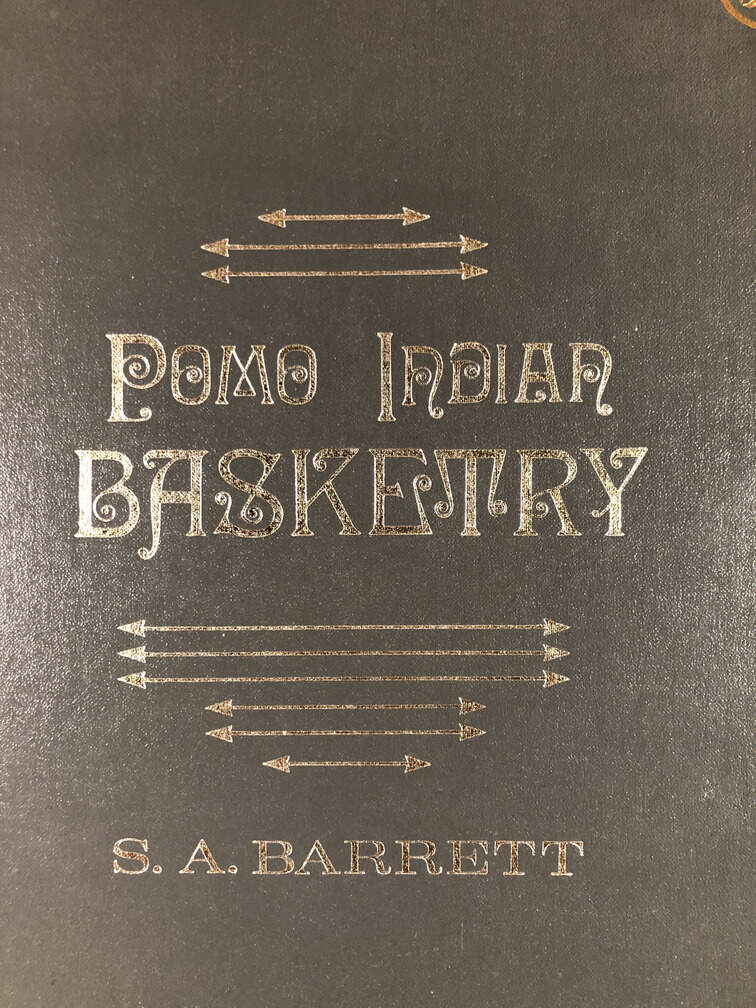 POMO INDIAN
BASKETRY
S. A. BARRETT